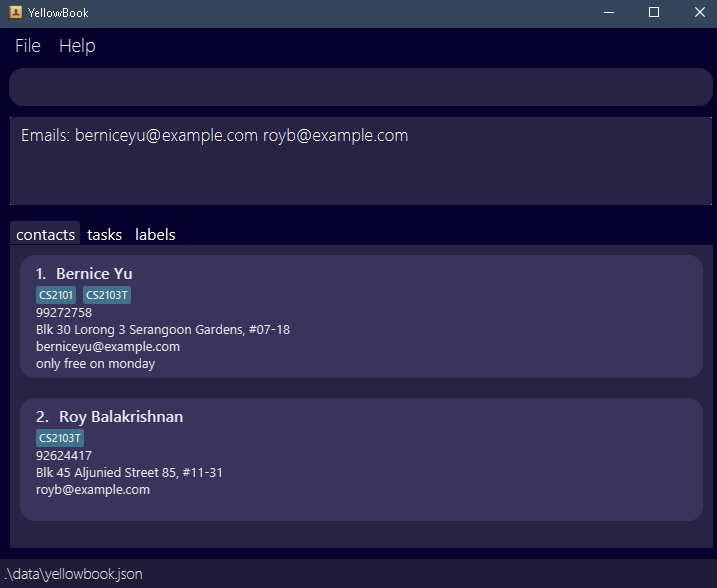 YellowBook
File Help
Emails: berniceyu@example.com royb@example.com
contacts tasks labels
1. Bernice Yu
CS2101 CS2103T
99272758
Blk 30 Lorong 3 Serangoon Gardens, #07-18
berniceyu@example.com
only free on monday
2. Roy Balakrishnan
CS2103T
92624417
Blk 45 Aljunied Street 85, #11-31
royb@example.com
.\data\yellowbook.json